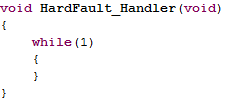 void HardFault_Handler(void)
{
    while(1)
    {
    }
}